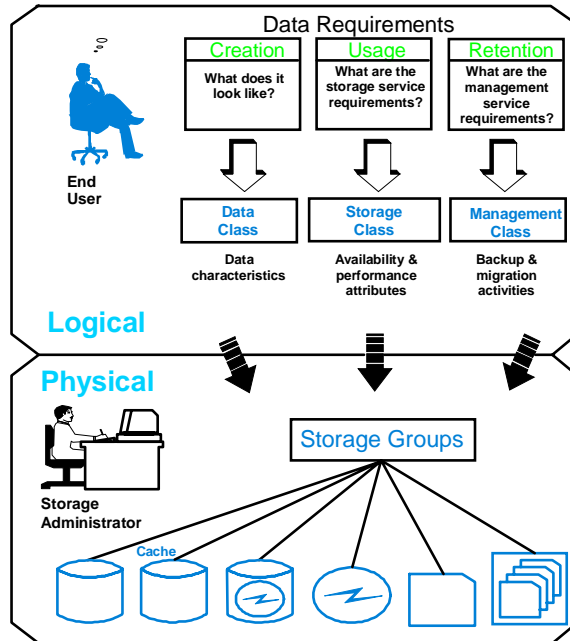 Data Requirements
Creation
What does it
look like?
Usage
What are the
storage service
requirements?
Retention
What are the
management
service
requirements?
End
User
Data
Class
Storage
Class
Management
Class
Data
characteristics
Availability &
performance
attributes
Backup &
migration
activities
Logical
Physical
Storage Groups
Storage
Administrator
Cache